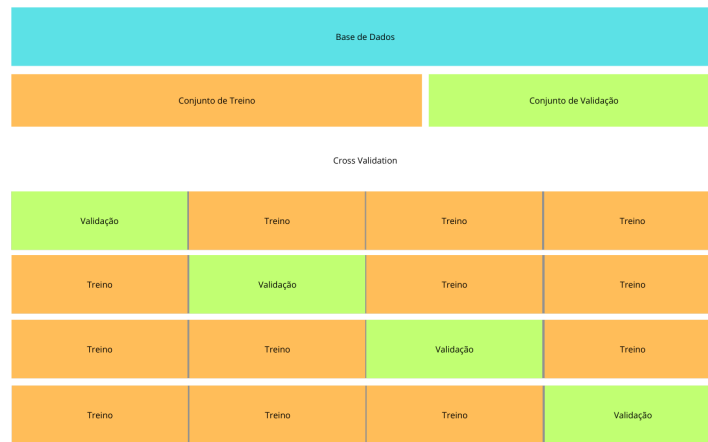 Base de Dados
Conjunto de Treino Conjunto de Validação
Cross Validation
Validação Treino Treino Treino
Treino Validação Treino Treino
Treino Treino Validação Treino
Treino Treino Treino Validação